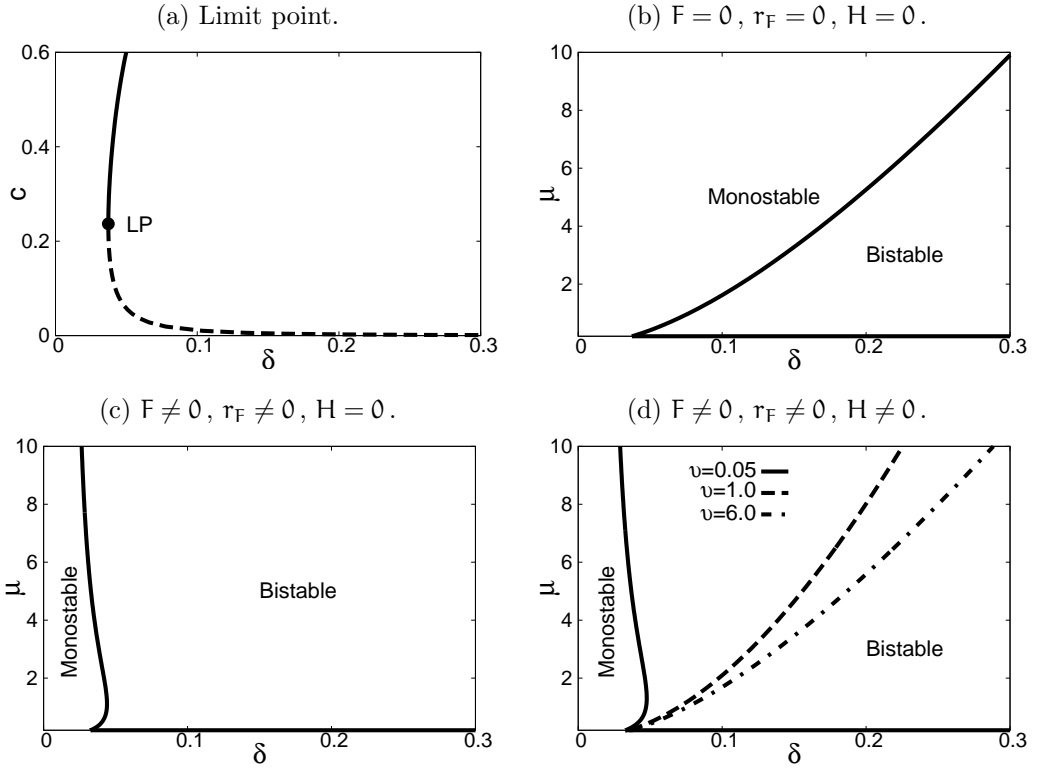 (a) Limit point.
0.6
0.4
c
LP
0.2
0
0 0.1 0.2 0.3
δ
(b) F = 0 , r_F = 0 , H = 0 .
10
8
6
μ
Monostable
4
Bistable
2
0 0.1 0.2 0.3
δ
(c) F ≠ 0 , r_F ≠ 0 , H = 0 .
10
8
6
μ
Monostable
Bistable
4
2
0 0.1 0.2 0.3
δ
(d) F ≠ 0 , r_F ≠ 0 , H ≠ 0 .
10
υ=0.05
υ=1.0
υ=6.0
8
6
μ
Monostable
4
Bistable
2
0 0.1 0.2 0.3
δ